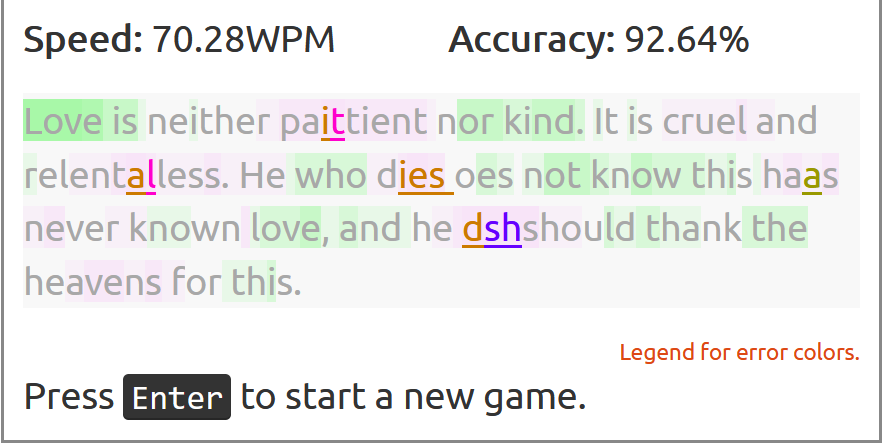 Speed: 70.28WPM Accuracy: 92.64%
Love is neither paittient nor kind. It is cruel and
relentalless. He who dies oes not know this haas
never known love, and he dshshould thank the
heavens for this.
Legend for error colors.
Press Enter to start a new game.